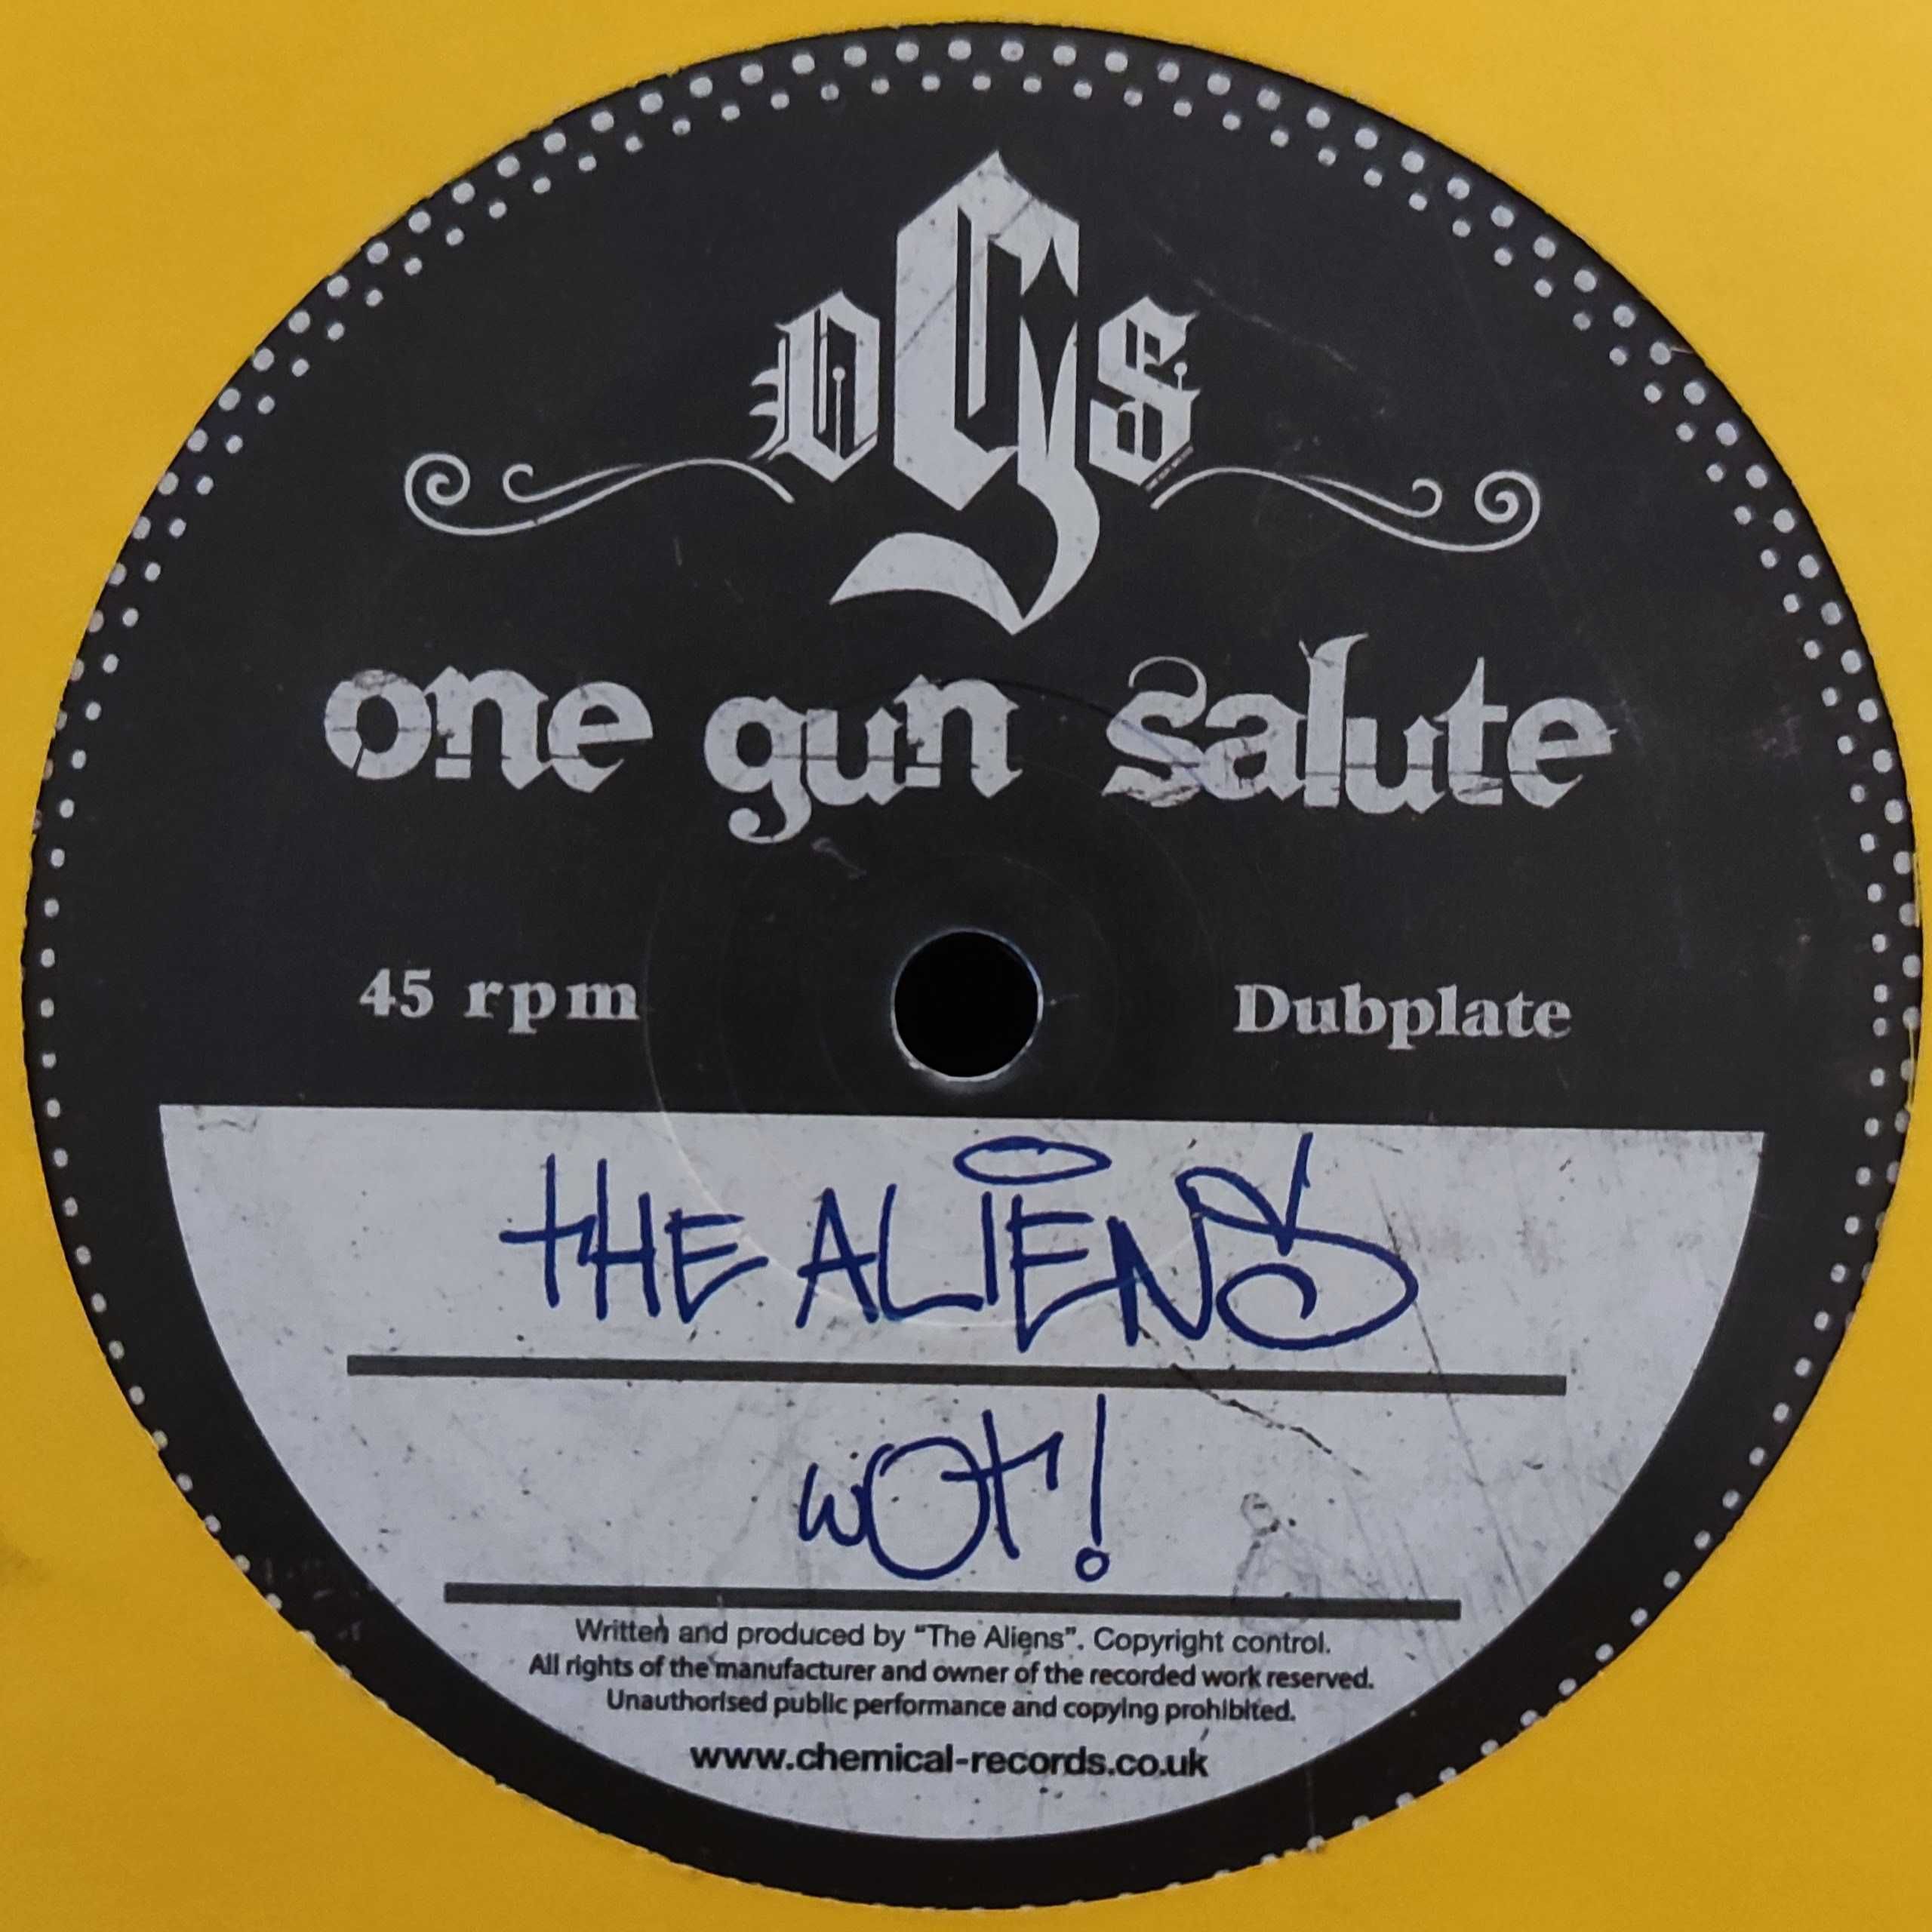 OGS
one gun salute
45 rpm Dubplate
THE ALIENS
WOT!
Written and produced by “The Aliens”. Copyright control.
All rights of the manufacturer and owner of the recorded work reserved.
Unauthorised public performance and copying prohibited.
www.chemical-records.co.uk